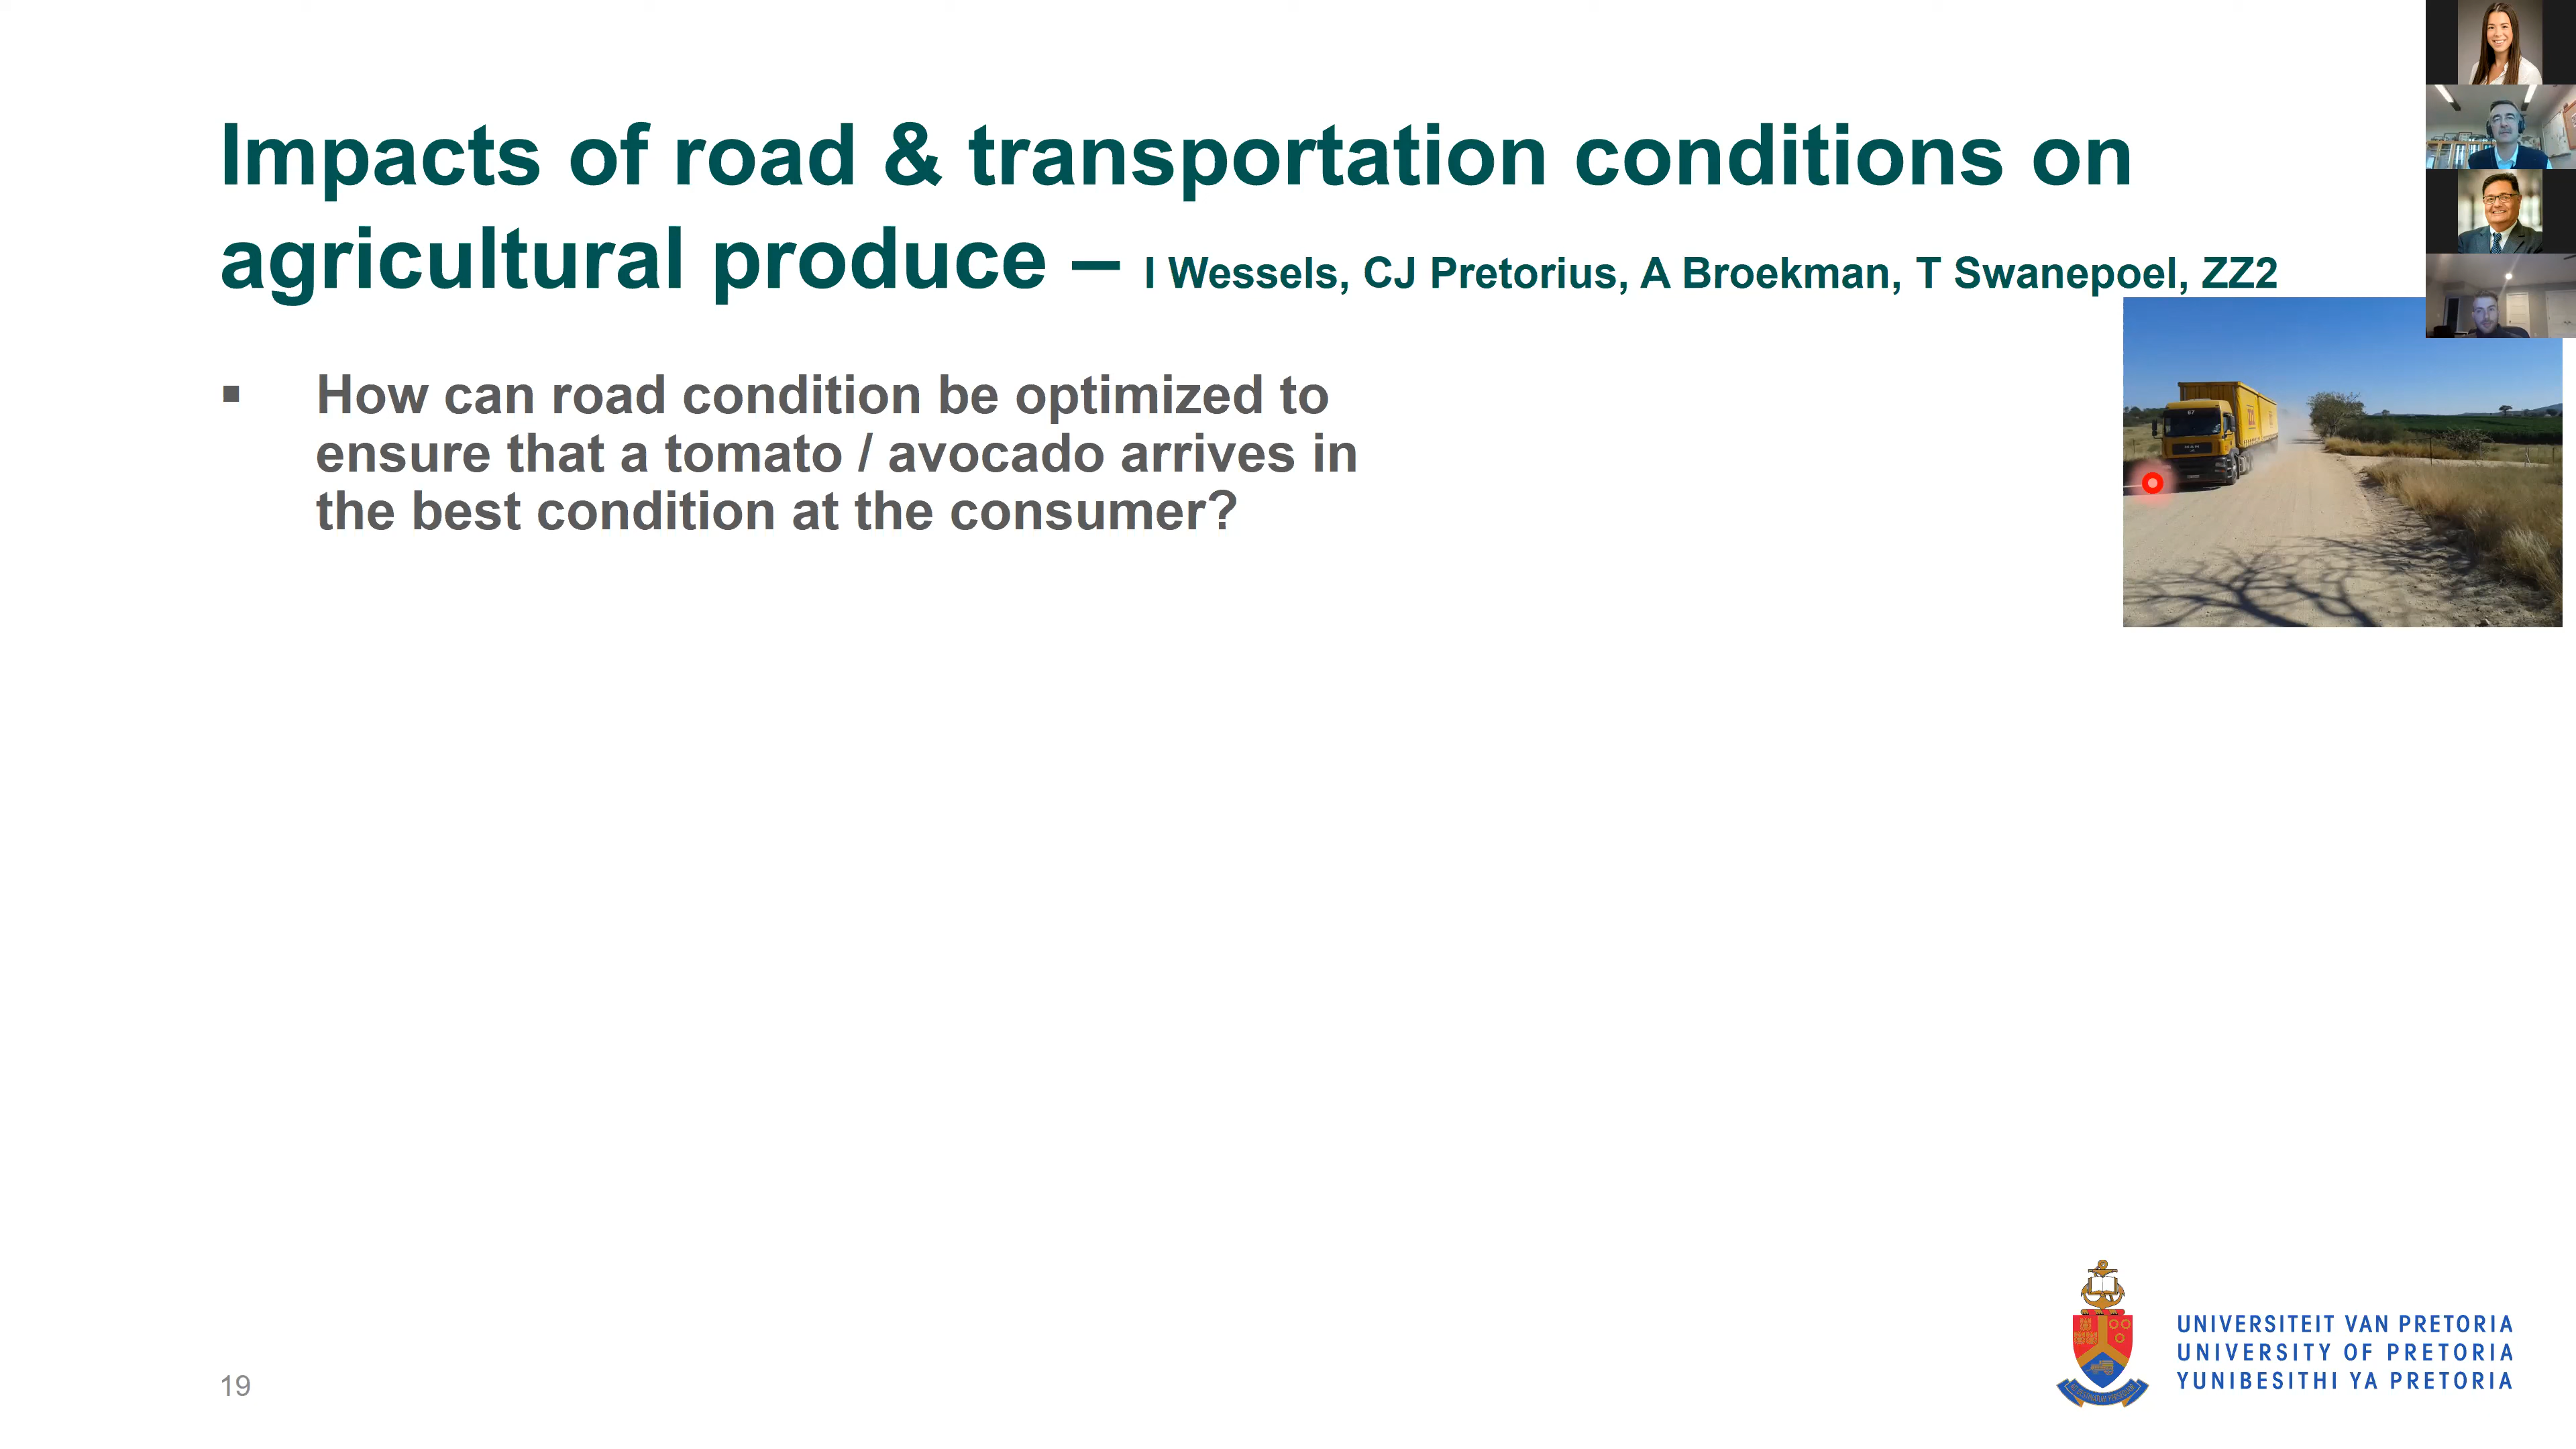 Impacts of road & transportation conditions on
agricultural produce – I Wessels, CJ Pretorius, A Broekman, T Swanepoel, ZZ2
▪ How can road condition be optimized to
ensure that a tomato / avocado arrives in
the best condition at the consumer?
67
19
UNIVERSITEIT VAN PRETORIA
UNIVERSITY OF PRETORIA
YUNIBESITHI YA PRETORIA